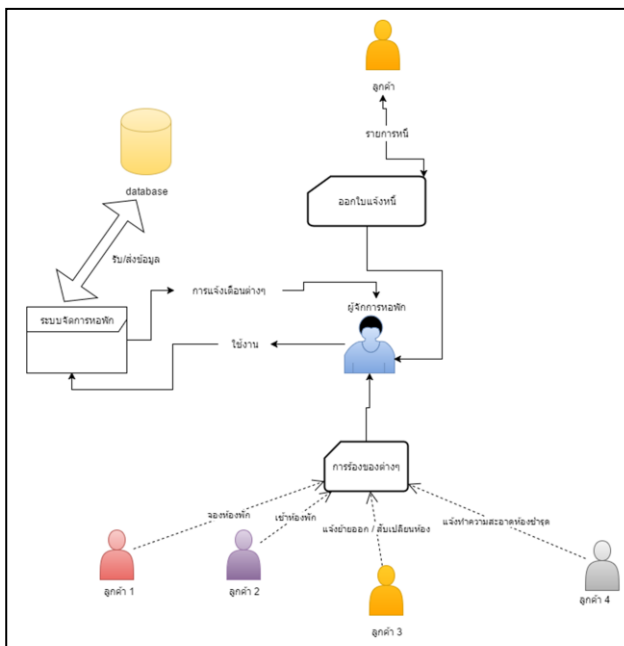 ลูกค้า
รายการหนี้
ออกใบแจ้งหนี้
database
รับ/ส่งข้อมูล
การแจ้งเตือนต่างๆ
ผู้จัการหอพัก
ระบบจัดการหอพัก
ใช้งาน
การร้องของต่างๆ
จองห้องพัก
เข้าห้องพัก
แจ้งย้ายออก / สับเปลี่ยนห้อง
แจ้งทำความสะอาดห้องชำรุด
ลูกค้า 1
ลูกค้า 2
ลูกค้า 3
ลูกค้า 4